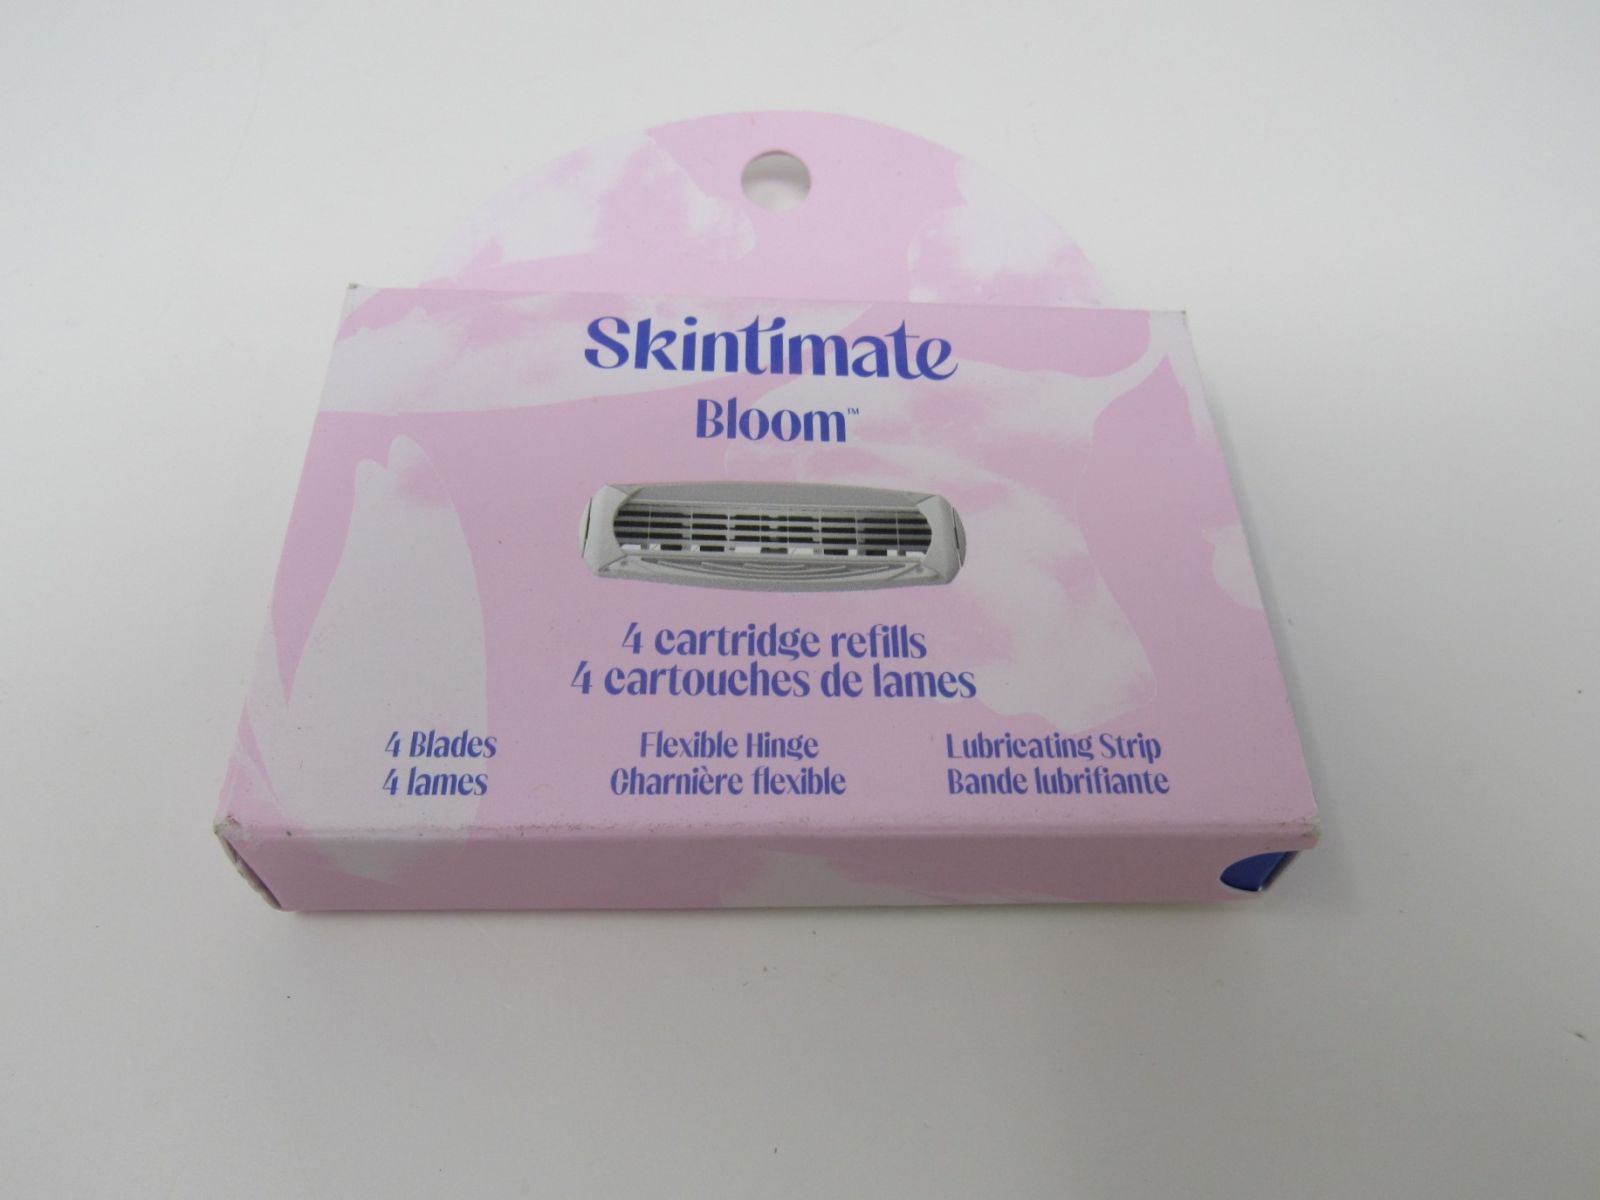 Skintimate
Bloom™
4 cartridge refills
4 cartouches de lames
4 Blades
4 lames
Flexible Hinge
Charnière flexible
Lubricating Strip
Bande lubrifiante